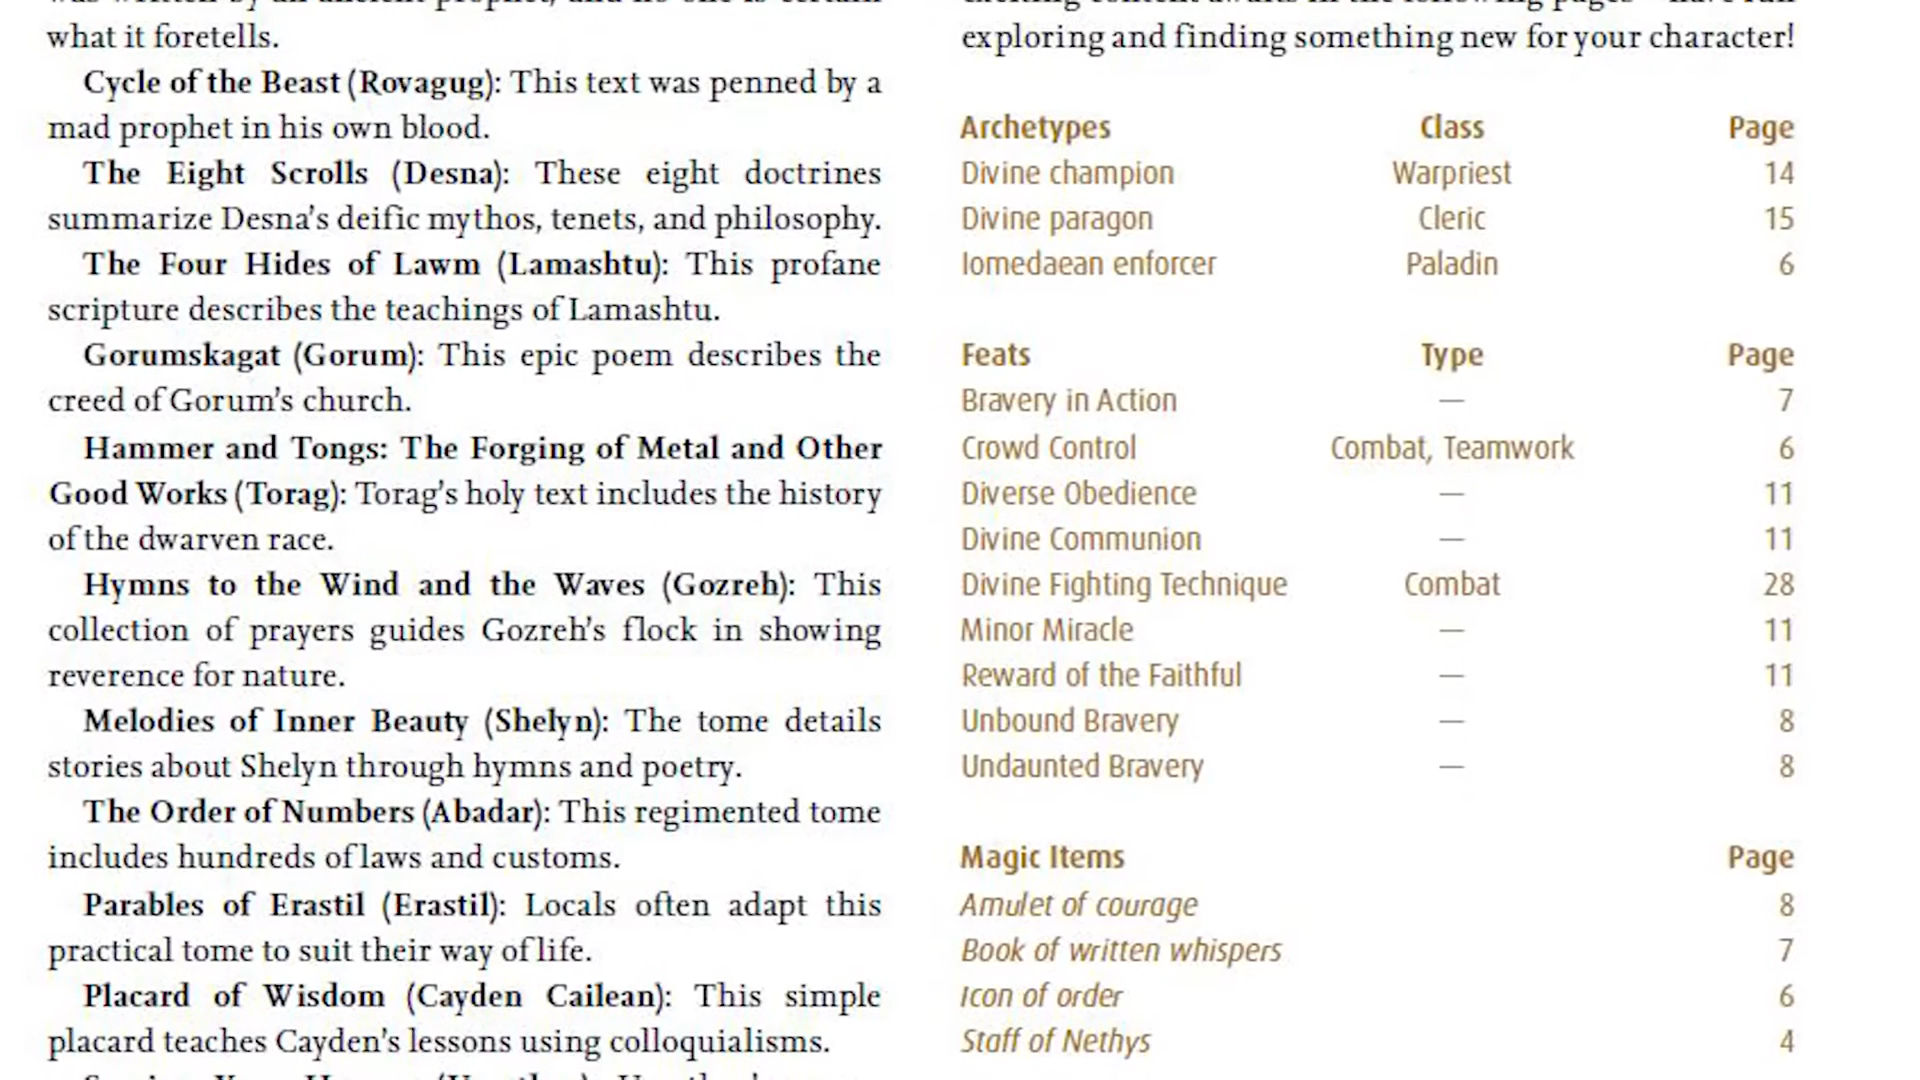 what it foretells.
Cycle of the Beast (Rovagug): This text was penned by a
mad prophet in his own blood.
The Eight Scrolls (Desna): These eight doctrines
summarize Desna's deific mythos, tenets, and philosophy.
The Four Hides of Lawm (Lamashtu): This profane
scripture describes the teachings of Lamashtu.
Gorumskagat (Gorum): This epic poem describes the
creed of Gorum's church.
Hammer and Tongs: The Forging of Metal and Other
Good Works (Torag): Torag's holy text includes the history
of the dwarven race.
Hymns to the Wind and the Waves (Gozreh): This
collection of prayers guides Gozreh's flock in showing
reverence for nature.
Melodies of Inner Beauty (Shelyn): The tome details
stories about Shelyn through hymns and poetry.
The Order of Numbers (Abadar): This regimented tome
includes hundreds of laws and customs.
Parables of Erastil (Erastil): Locals often adapt this
practical tome to suit their way of life.
Placard of Wisdom (Cayden Cailean): This simple
placard teaches Cayden's lessons using colloquialisms.
exploring and finding something new for your character!
Archetypes Class Page
Divine champion Warpriest 14
Divine paragon Cleric 15
Iomedaean enforcer Paladin 6
Feats Type Page
Bravery in Action — 7
Crowd Control Combat, Teamwork 6
Diverse Obedience — 11
Divine Communion — 11
Divine Fighting Technique Combat 28
Minor Miracle — 11
Reward of the Faithful — 11
Unbound Bravery — 8
Undaunted Bravery — 8
Magic Items Page
Amulet of courage 8
Book of written whispers 7
Icon of order 6
Staff of Nethys 4